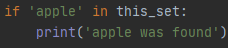 if 'apple' in this_set:
    print('apple was found')